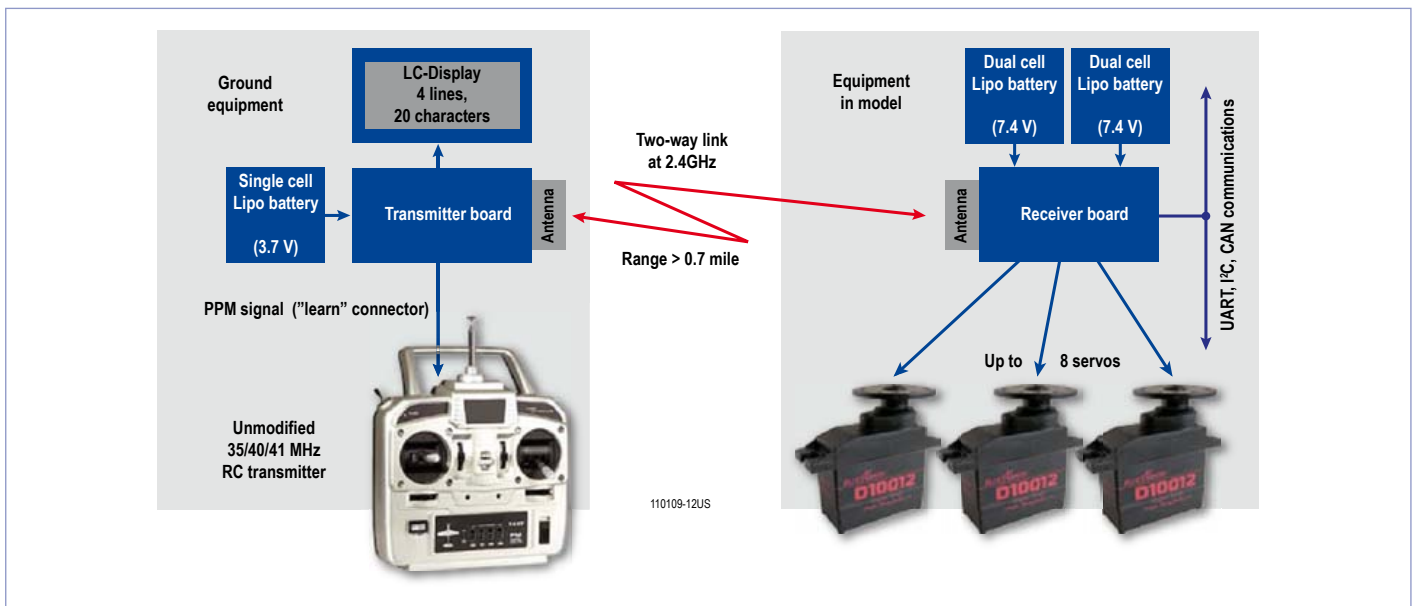 Ground
equipment
LC-Display
4 lines,
20 characters
Single cell
Lipo battery
(3.7 V)
Transmitter board
Antenna
PPM signal ("learn" connector)
Unmodified
35/40/41 MHz
RC transmitter
Two-way link
at 2.4GHz
Range > 0.7 mile
110109-12US
Equipment
in model
Dual cell
Lipo battery
(7.4 V)
Dual cell
Lipo battery
(7.4 V)
Antenna
Receiver board
UART, I²C, CAN communications
Up to 8 servos
D10012
D10012
D10012